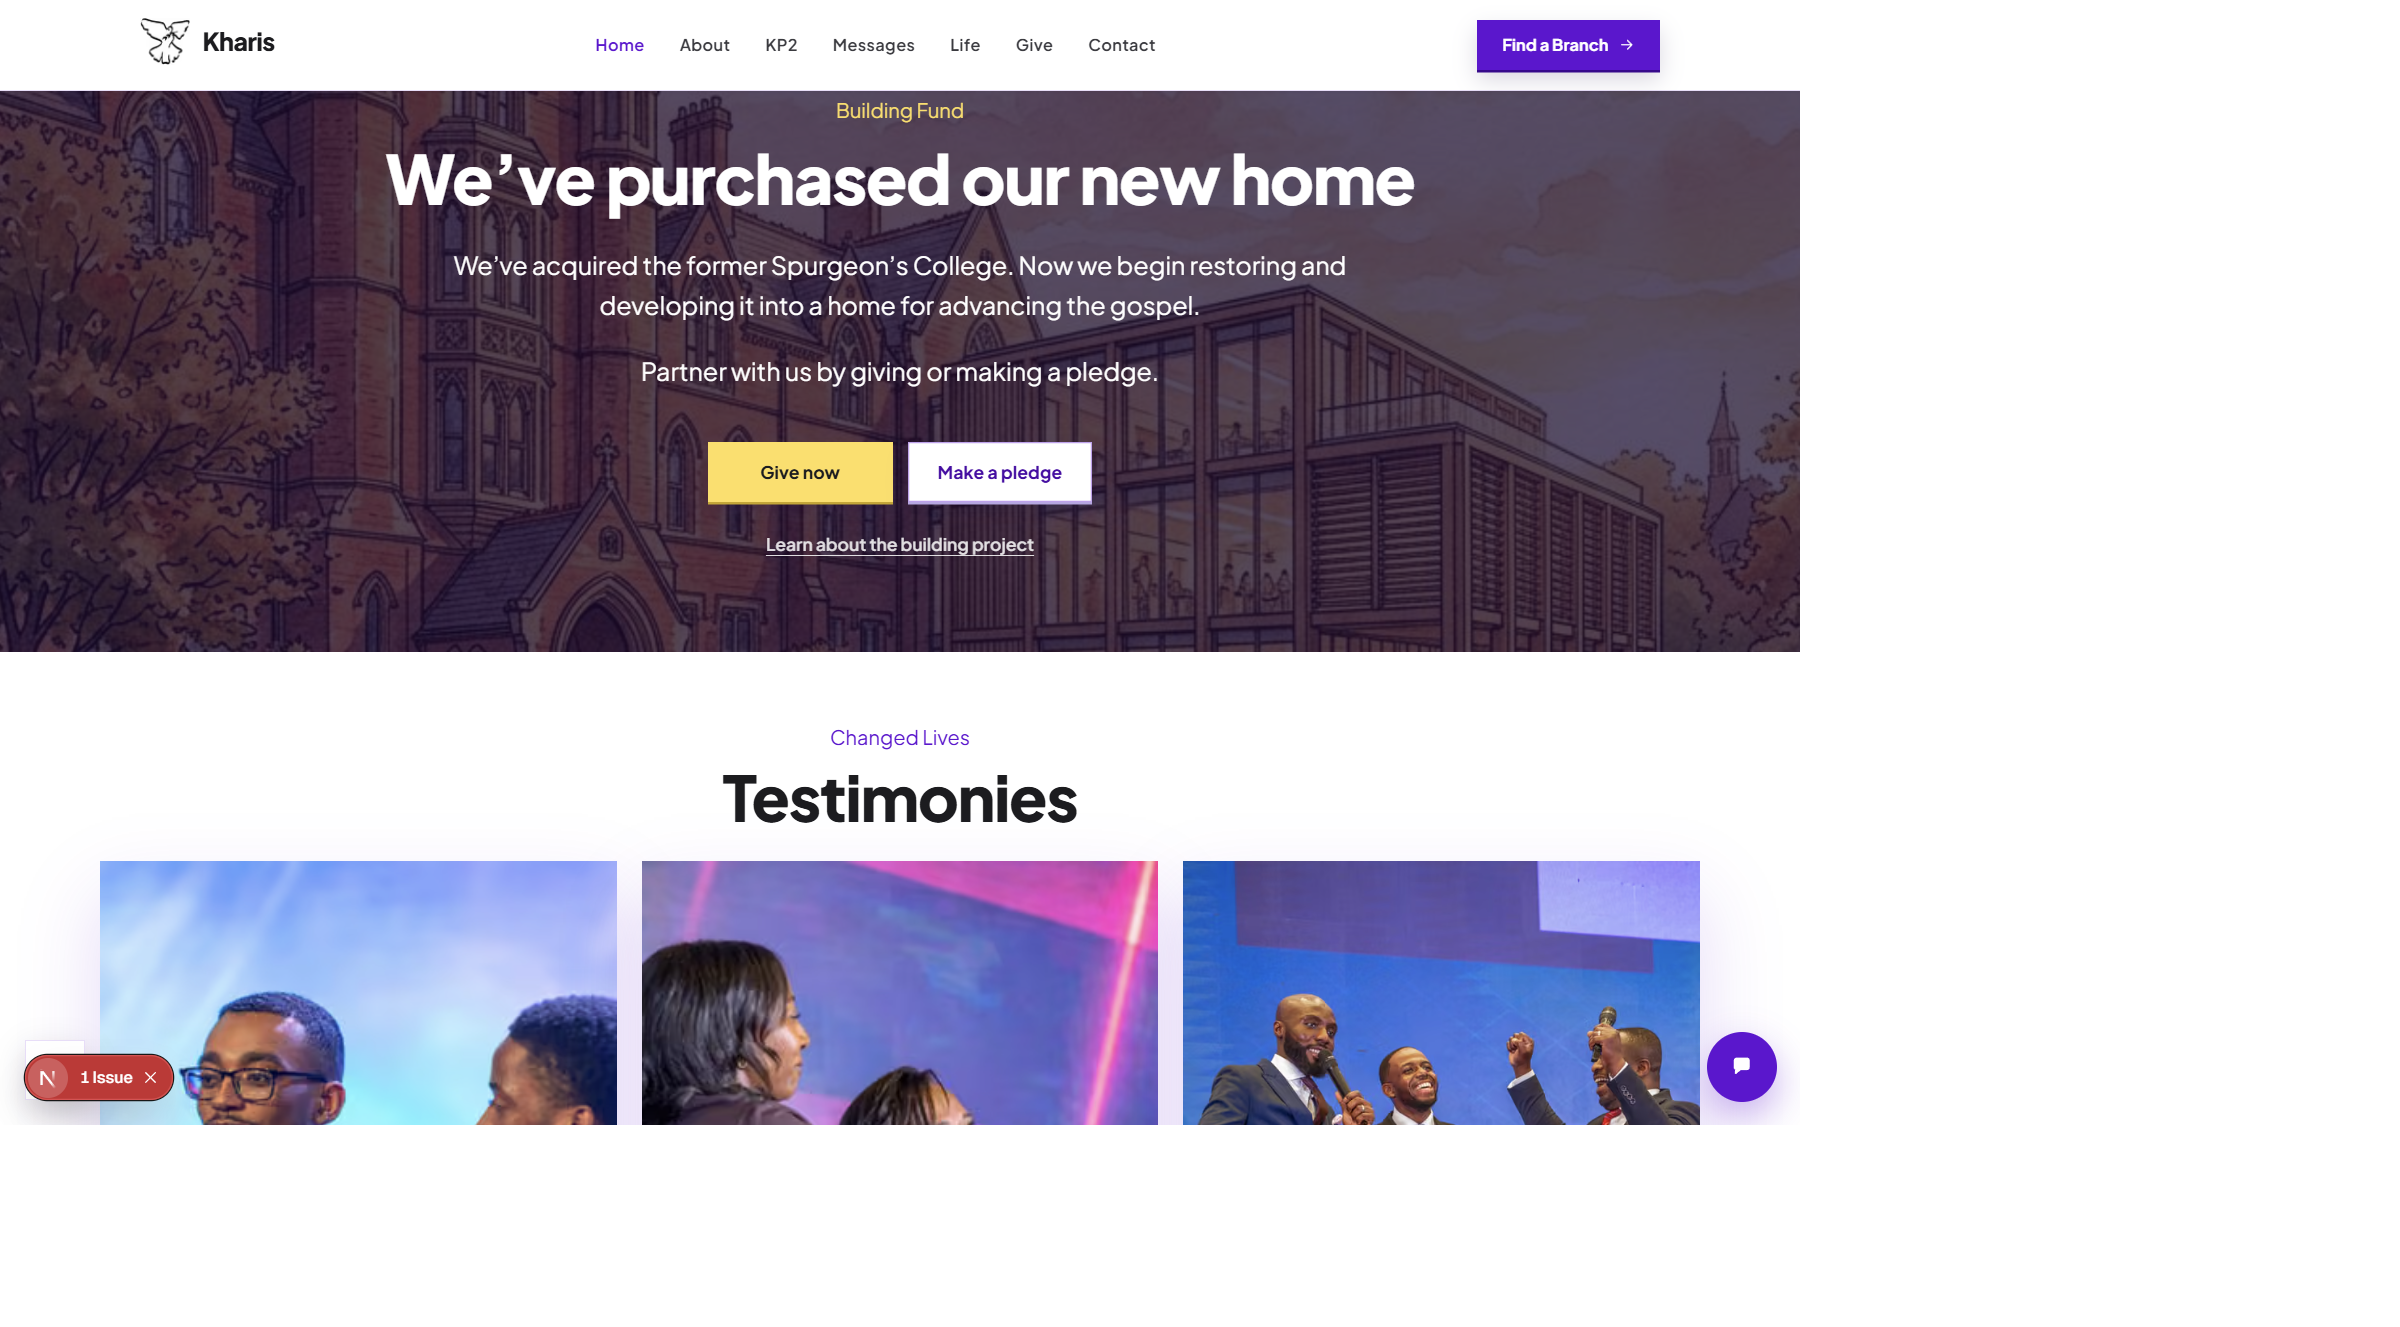 Kharis
Home About KP2 Messages Life Give Contact
Find a Branch →
Building Fund
We’ve purchased our new home
We’ve acquired the former Spurgeon’s College. Now we begin restoring and
developing it into a home for advancing the gospel.
Partner with us by giving or making a pledge.
Give now
Make a pledge
Learn about the building project
Changed Lives
Testimonies
N 1 Issue